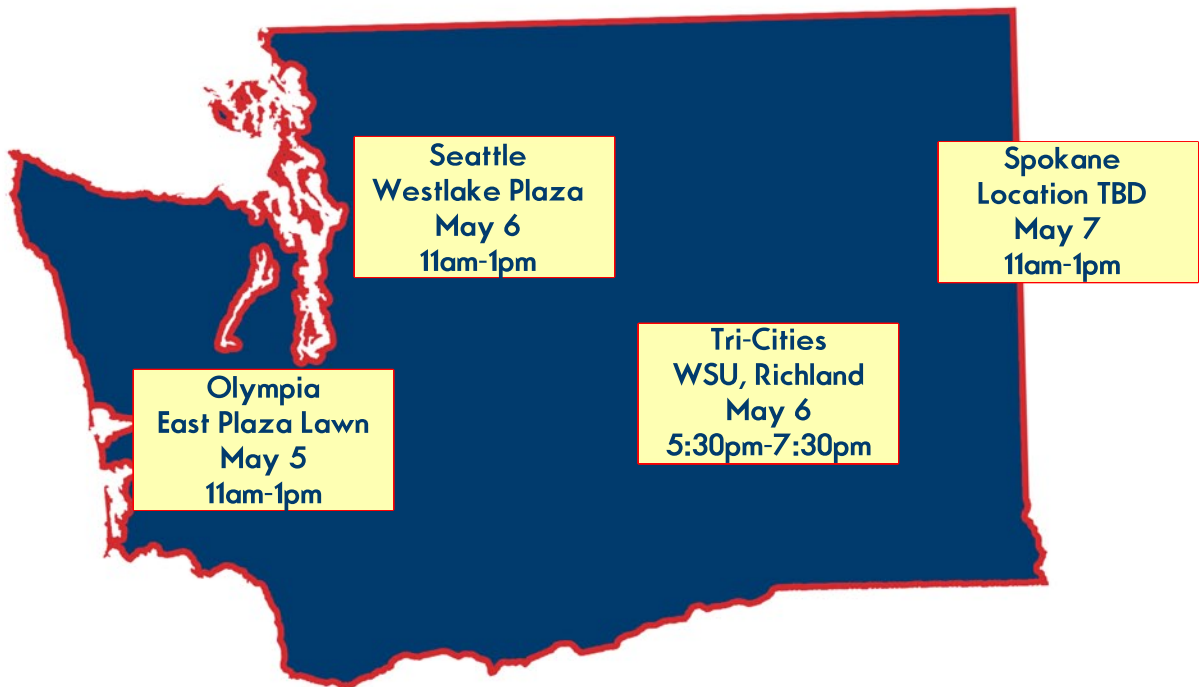 Seattle
Westlake Plaza
May 6
11am-1pm
Spokane
Location TBD
May 7
11am-1pm
Tri-Cities
WSU, Richland
May 6
5:30pm-7:30pm
Olympia
East Plaza Lawn
May 5
11am-1pm